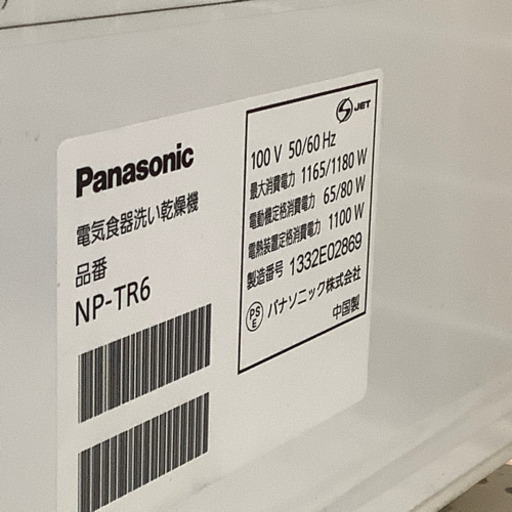 Panasonic
電気食器洗い乾燥機
品番
NP-TR6
JET
100 V 50/60 Hz
最大消費電力 1165/1180 W
電動機定格消費電力 65/80 W
電熱装置定格消費電力 1100 W
製造番号 1332E02869
PS E パナソニック株式会社
中国製